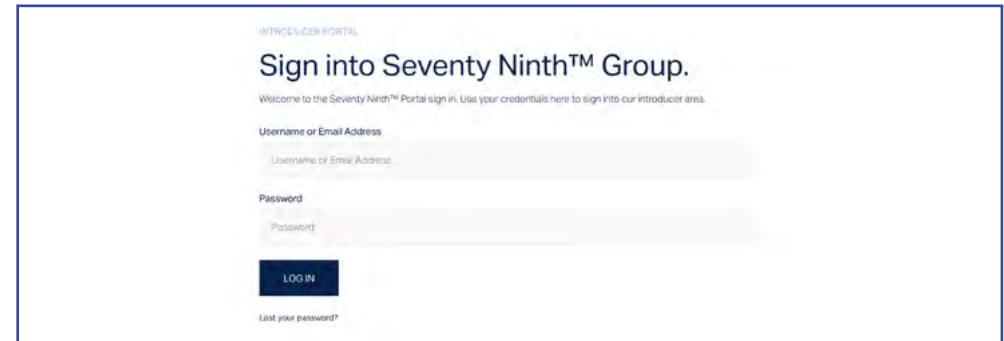 INTRODUCER PORTAL
Sign into Seventy Ninth™ Group.
Welcome to the Seventy Ninth™ Portal sign in. Use your credentials here to sign into our introducer area.
Username or Email Address
Username or Email Address
Password
Password
LOG IN
Lost your password?